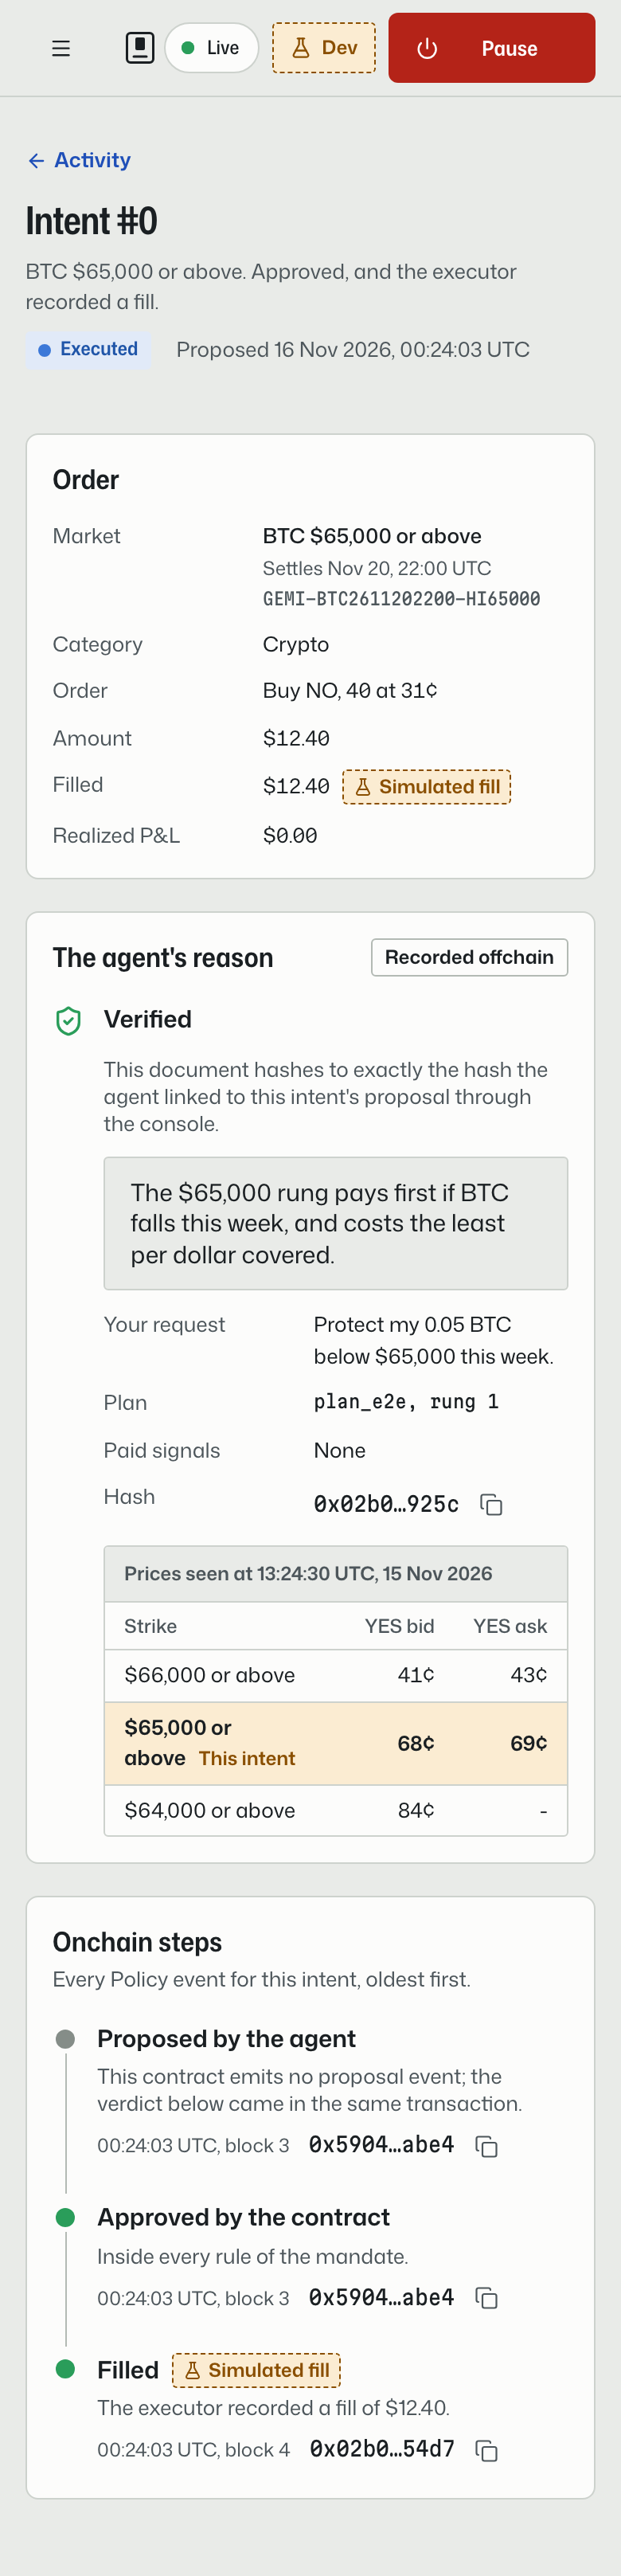 Live
Dev
Pause
← Activity
Intent #0
BTC $65,000 or above. Approved, and the executor
recorded a fill.
Executed
Proposed 16 Nov 2026, 00:24:03 UTC
Order
Market
BTC $65,000 or above
Settles Nov 20, 22:00 UTC
GEMI-BTC2611202200-HI65000
Category
Crypto
Order
Buy NO, 40 at 31¢
Amount
$12.40
Filled
$12.40
Simulated fill
Realized P&L
$0.00
The agent's reason
Recorded offchain
Verified
This document hashes to exactly the hash the
agent linked to this intent's proposal through
the console.
The $65,000 rung pays first if BTC
falls this week, and costs the least
per dollar covered.
Your request
Protect my 0.05 BTC
below $65,000 this week.
Plan
plan_e2e, rung 1
Paid signals
None
Hash
0x02b0…925c
Prices seen at 13:24:30 UTC, 15 Nov 2026
Strike YES bid YES ask
$66,000 or above 41¢ 43¢
$65,000 or
above This intent 68¢ 69¢
$64,000 or above 84¢ -
Onchain steps
Every Policy event for this intent, oldest first.
Proposed by the agent
This contract emits no proposal event; the
verdict below came in the same transaction.
00:24:03 UTC, block 3 0x5904…abe4
Approved by the contract
Inside every rule of the mandate.
00:24:03 UTC, block 3 0x5904…abe4
Filled Simulated fill
The executor recorded a fill of $12.40.
00:24:03 UTC, block 4 0x02b0…54d7